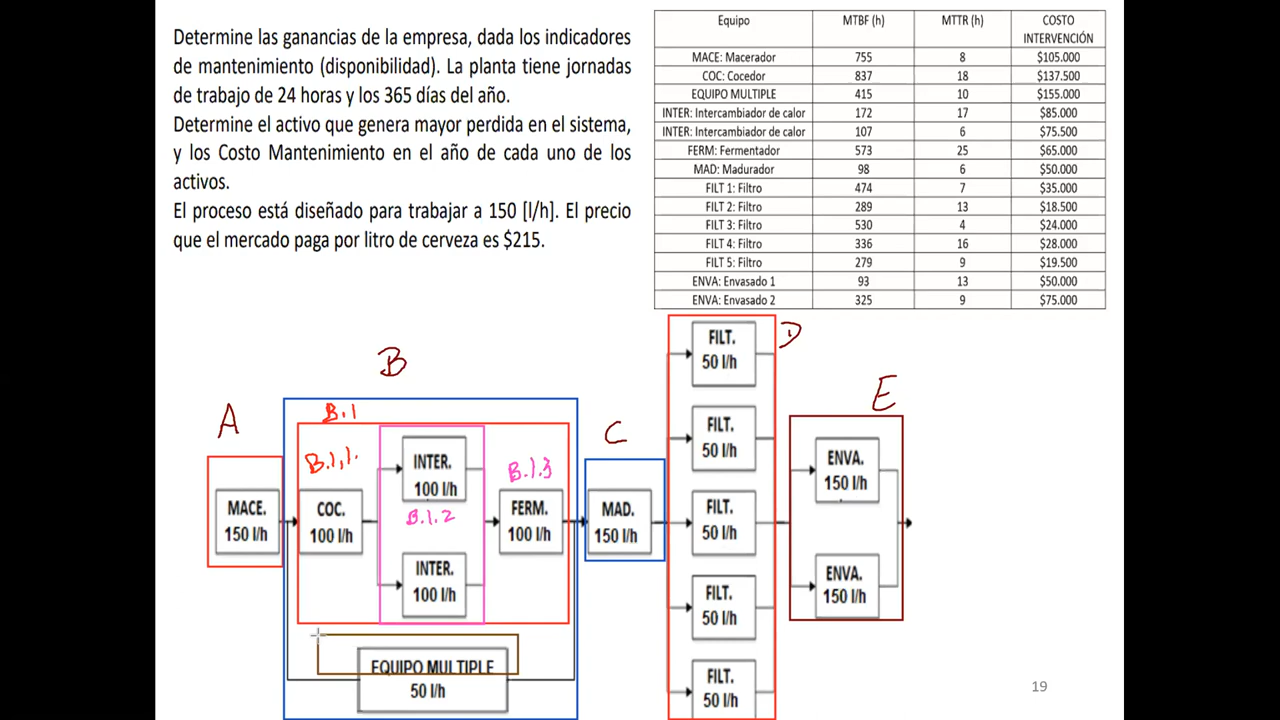 Determine las ganancias de la empresa, dada los indicadores
de mantenimiento (disponibilidad). La planta tiene jornadas
de trabajo de 24 horas y los 365 días del año.
Determine el activo que genera mayor perdida en el sistema,
y los Costo Mantenimiento en el año de cada uno de los
activos.
El proceso está diseñado para trabajar a 150 [l/h]. El precio
que el mercado paga por litro de cerveza es $215.
Equipo MTBF (h) MTTR (h) COSTO INTERVENCIÓN
MACE: Macerador 755 8 $105.000
COC: Cocedor 837 18 $137.500
EQUIPO MULTIPLE 415 10 $155.000
INTER: Intercambiador de calor 172 17 $85.000
INTER: Intercambiador de calor 107 6 $75.500
FERM: Fermentador 573 25 $65.000
MAD: Madurador 98 6 $50.000
FILT 1: Filtro 474 7 $35.000
FILT 2: Filtro 289 13 $18.500
FILT 3: Filtro 530 4 $24.000
FILT 4: Filtro 336 16 $28.000
FILT 5: Filtro 279 9 $19.500
ENVA: Envasado 1 93 13 $50.000
ENVA: Envasado 2 325 9 $75.000
A
MACE.
150 l/h
B
B.1
B.1.1.
COC.
100 l/h
INTER.
100 l/h
B.1.2
INTER.
100 l/h
B.1.3
FERM.
100 l/h
EQUIPO MULTIPLE
50 l/h
C
MAD.
150 l/h
D
FILT.
50 l/h
FILT.
50 l/h
FILT.
50 l/h
FILT.
50 l/h
FILT.
50 l/h
E
ENVA.
150 l/h
ENVA.
150 l/h
19